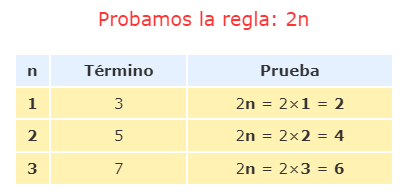 Probamos la regla: 2n
n Término Prueba
1 3 2n = 2×1 = 2
2 5 2n = 2×2 = 4
3 7 2n = 2×3 = 6